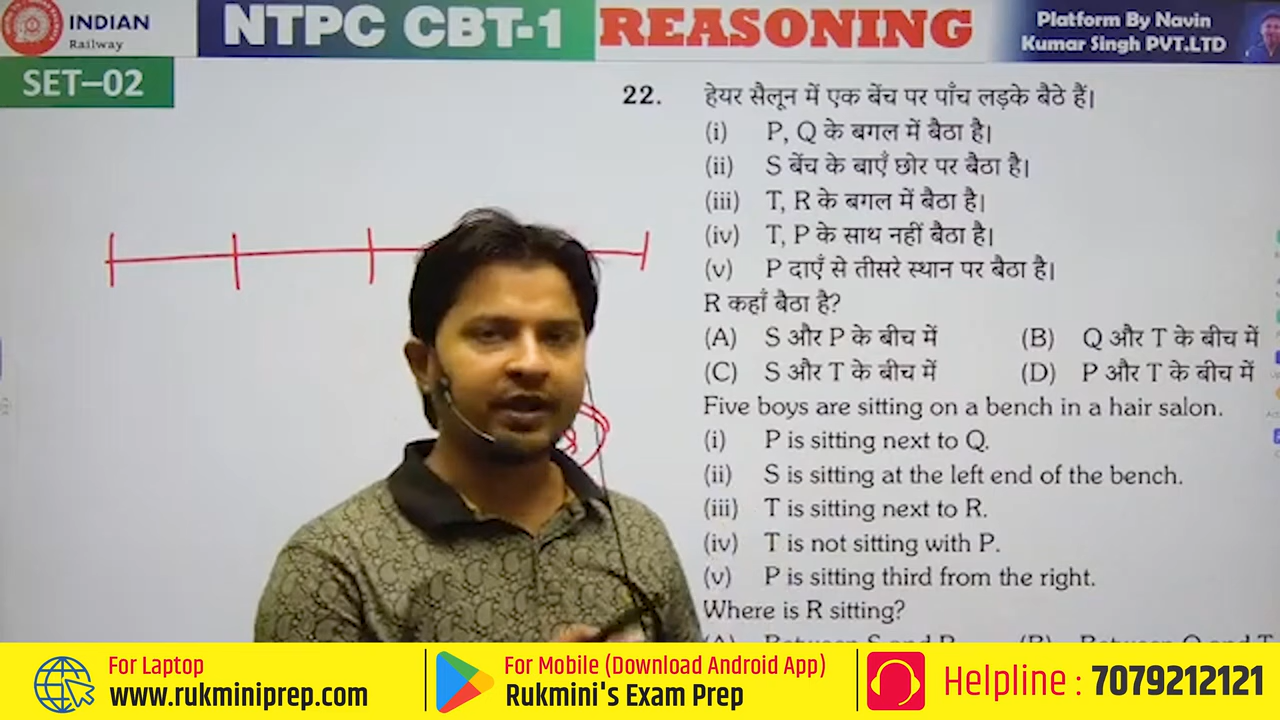 INDIAN
Railway
NTPC CBT-1
REASONING
Platform By Navin
Kumar Singh PVT.LTD
SET–02
22. हेयर सैलून में एक बेंच पर पाँच लड़के बैठे हैं।
(i) P, Q के बगल में बैठा है।
(ii) S बेंच के बाएँ छोर पर बैठा है।
(iii) T, R के बगल में बैठा है।
(iv) T, P के साथ नहीं बैठा है।
(v) P दाएँ से तीसरे स्थान पर बैठा है।
R कहाँ बैठा है?
(A) S और P के बीच में (B) Q और T के बीच में
(C) S और T के बीच में (D) P और T के बीच में
Five boys are sitting on a bench in a hair salon.
(i) P is sitting next to Q.
(ii) S is sitting at the left end of the bench.
(iii) T is sitting next to R.
(iv) T is not sitting with P.
(v) P is sitting third from the right.
Where is R sitting?
For Laptop
www.rukminiprep.com
For Mobile (Download Android App)
Rukmini's Exam Prep
Helpline : 7079212121